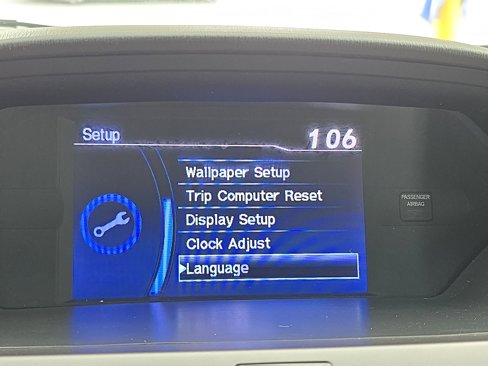 Setup
106
Wallpaper Setup
Trip Computer Reset
Display Setup
Clock Adjust
Language
PASSENGER
AIRBAG